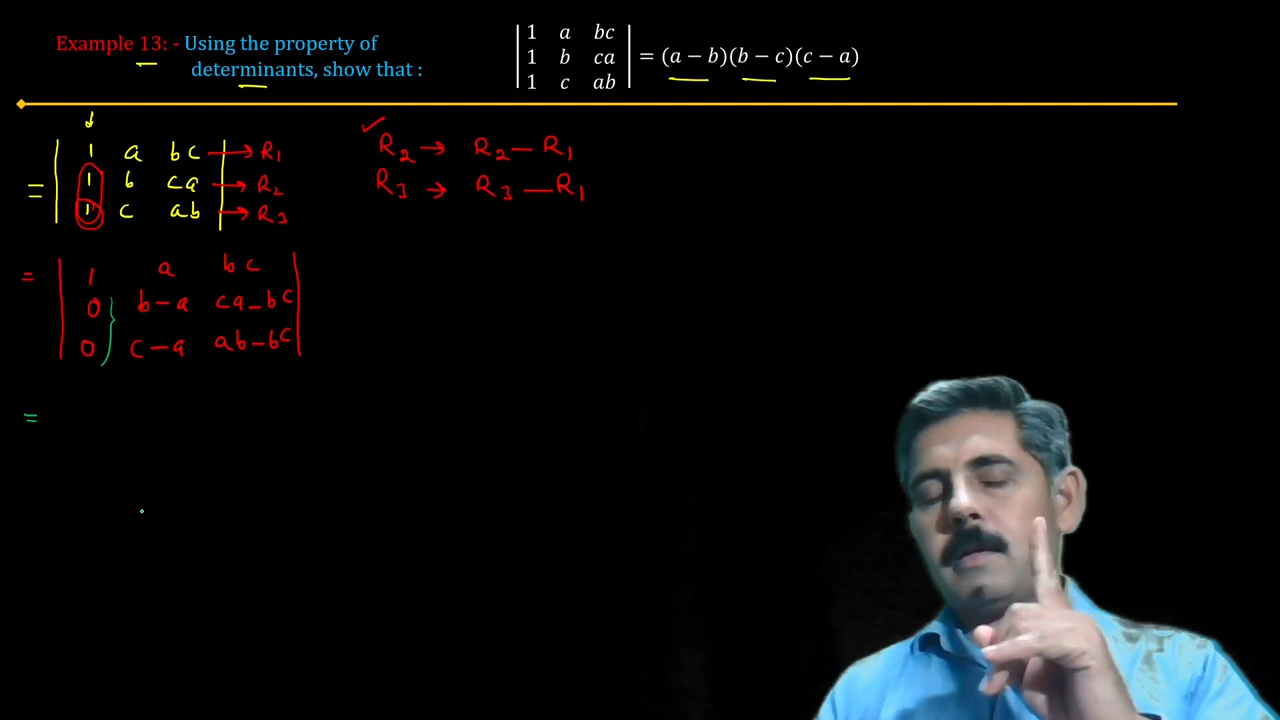 Example 13: - Using the property of
determinants, show that :
| 1 a bc |
| 1 b ca | = (a − b)(b − c)(c − a)
| 1 c ab |
= | 1 a bc | → R₁
| 1 b ca | → R₂
| 1 c ab | → R₃
✓ R₂ → R₂ — R₁
R₃ → R₃ — R₁
= | 1 a bc |
| 0 b − a ca − bc |
| 0 c − a ab − bc |
=